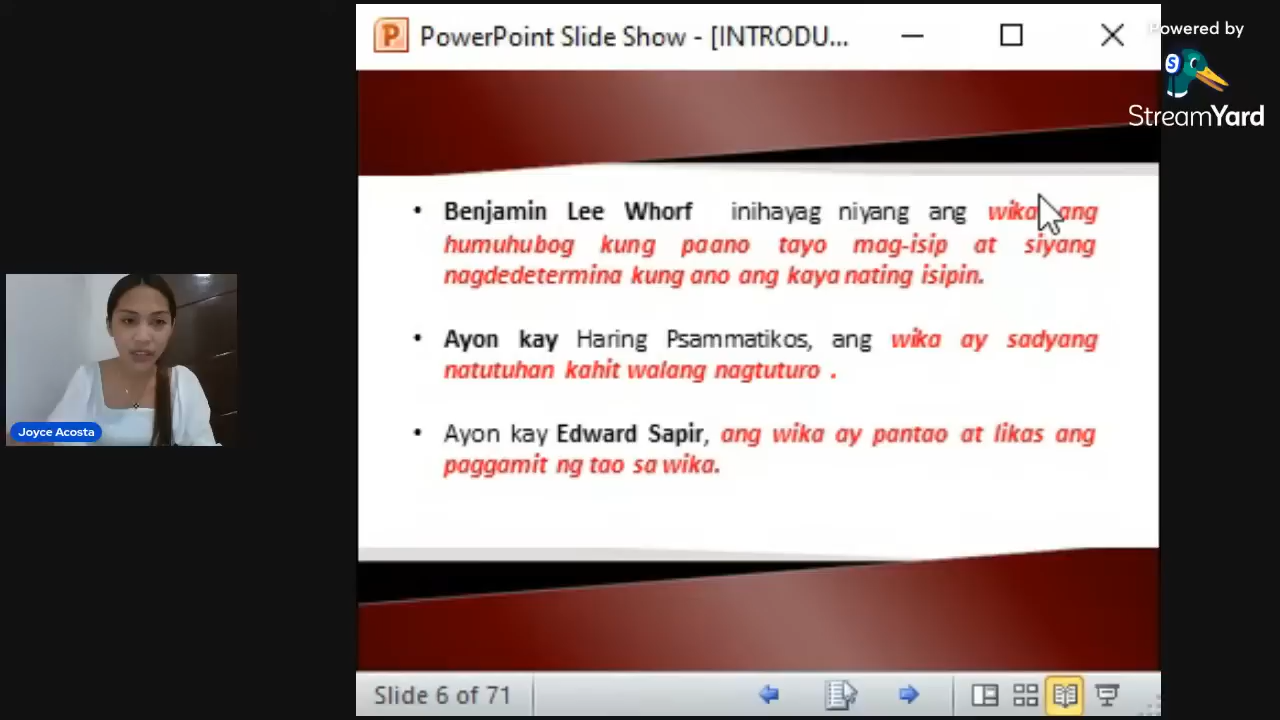 PowerPoint Slide Show - [INTRODU...
Powered by
StreamYard
• Benjamin Lee Whorf inihayag niyang ang wika ang
humuhubog kung paano tayo mag-isip at siyang
nagdedetermina kung ano ang kaya nating isipin.
• Ayon kay Haring Psammatikos, ang wika ay sadyang
natutuhan kahit walang nagtuturo .
• Ayon kay Edward Sapir, ang wika ay pantao at likas ang
paggamit ng tao sa wika.
Joyce Acosta
Slide 6 of 71